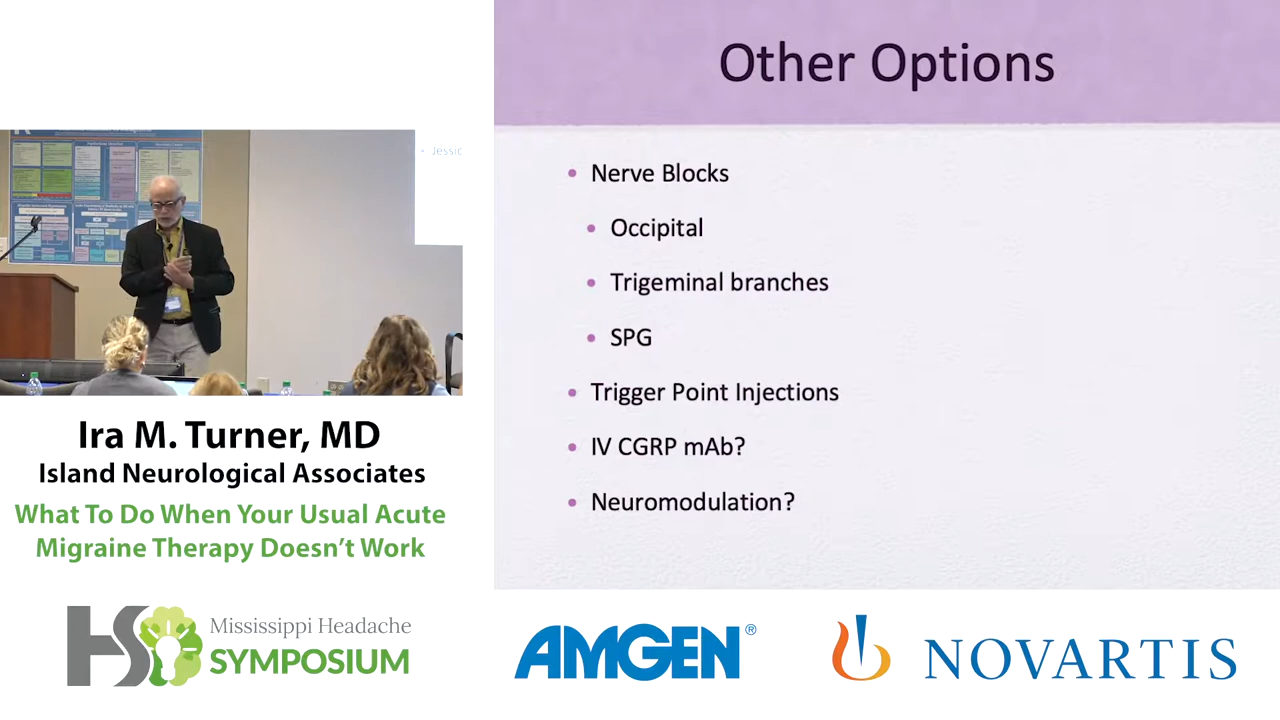 Other Options
• Nerve Blocks
• Occipital
• Trigeminal branches
• SPG
• Trigger Point Injections
• IV CGRP mAb?
• Neuromodulation?
Ira M. Turner, MD
Island Neurological Associates
What To Do When Your Usual Acute
Migraine Therapy Doesn't Work
HS
Mississippi Headache
SYMPOSIUM
AMGEN®
NOVARTIS